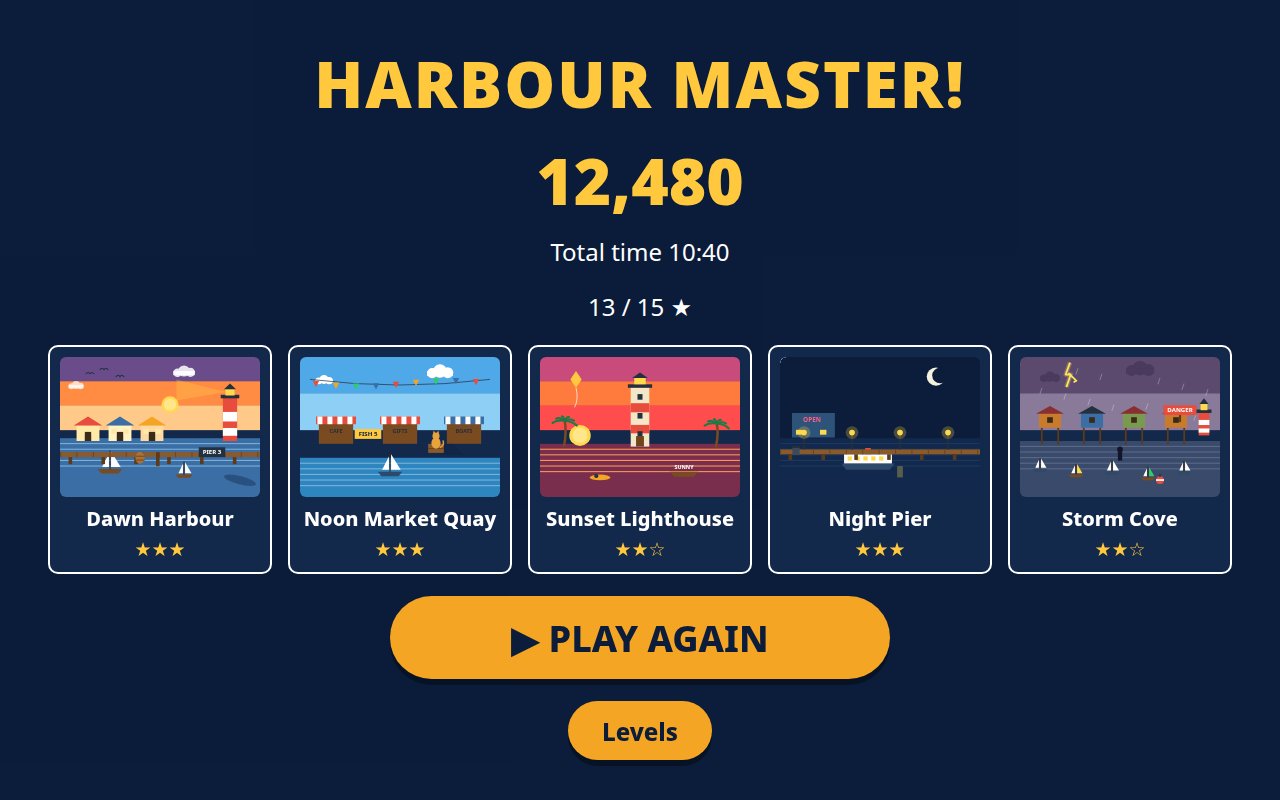 HARBOUR MASTER!
12,480
Total time 10:40
13 / 15 ★
PIER 3
Dawn Harbour
★★★
CAFE
FISH 5
GIFTS
BOATS
Noon Market Quay
★★★
SUNNY
Sunset Lighthouse
★★☆
OPEN
Night Pier
★★★
DANGER
Storm Cove
★★☆
▶ PLAY AGAIN
Levels